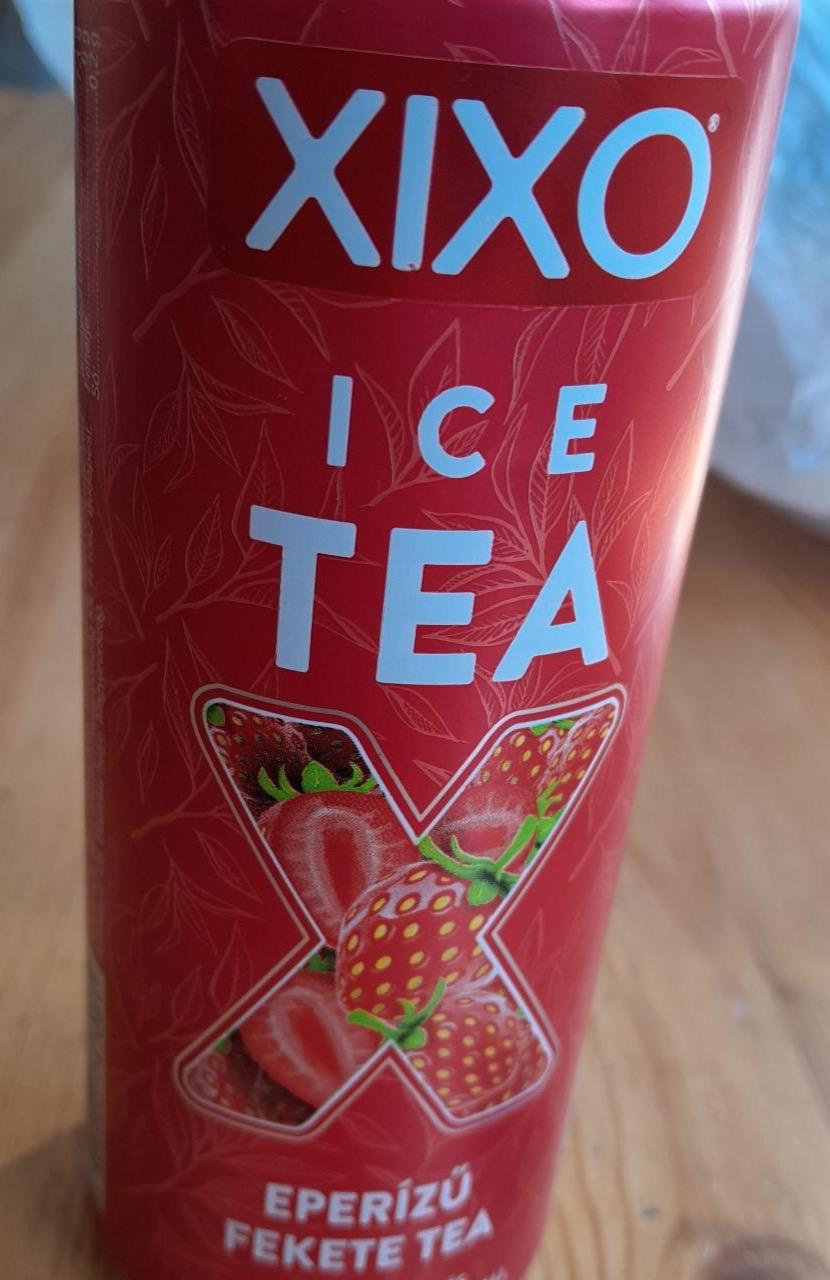 XIXO®
ICE
TEA
EPERÍZŰ
FEKETE TEA